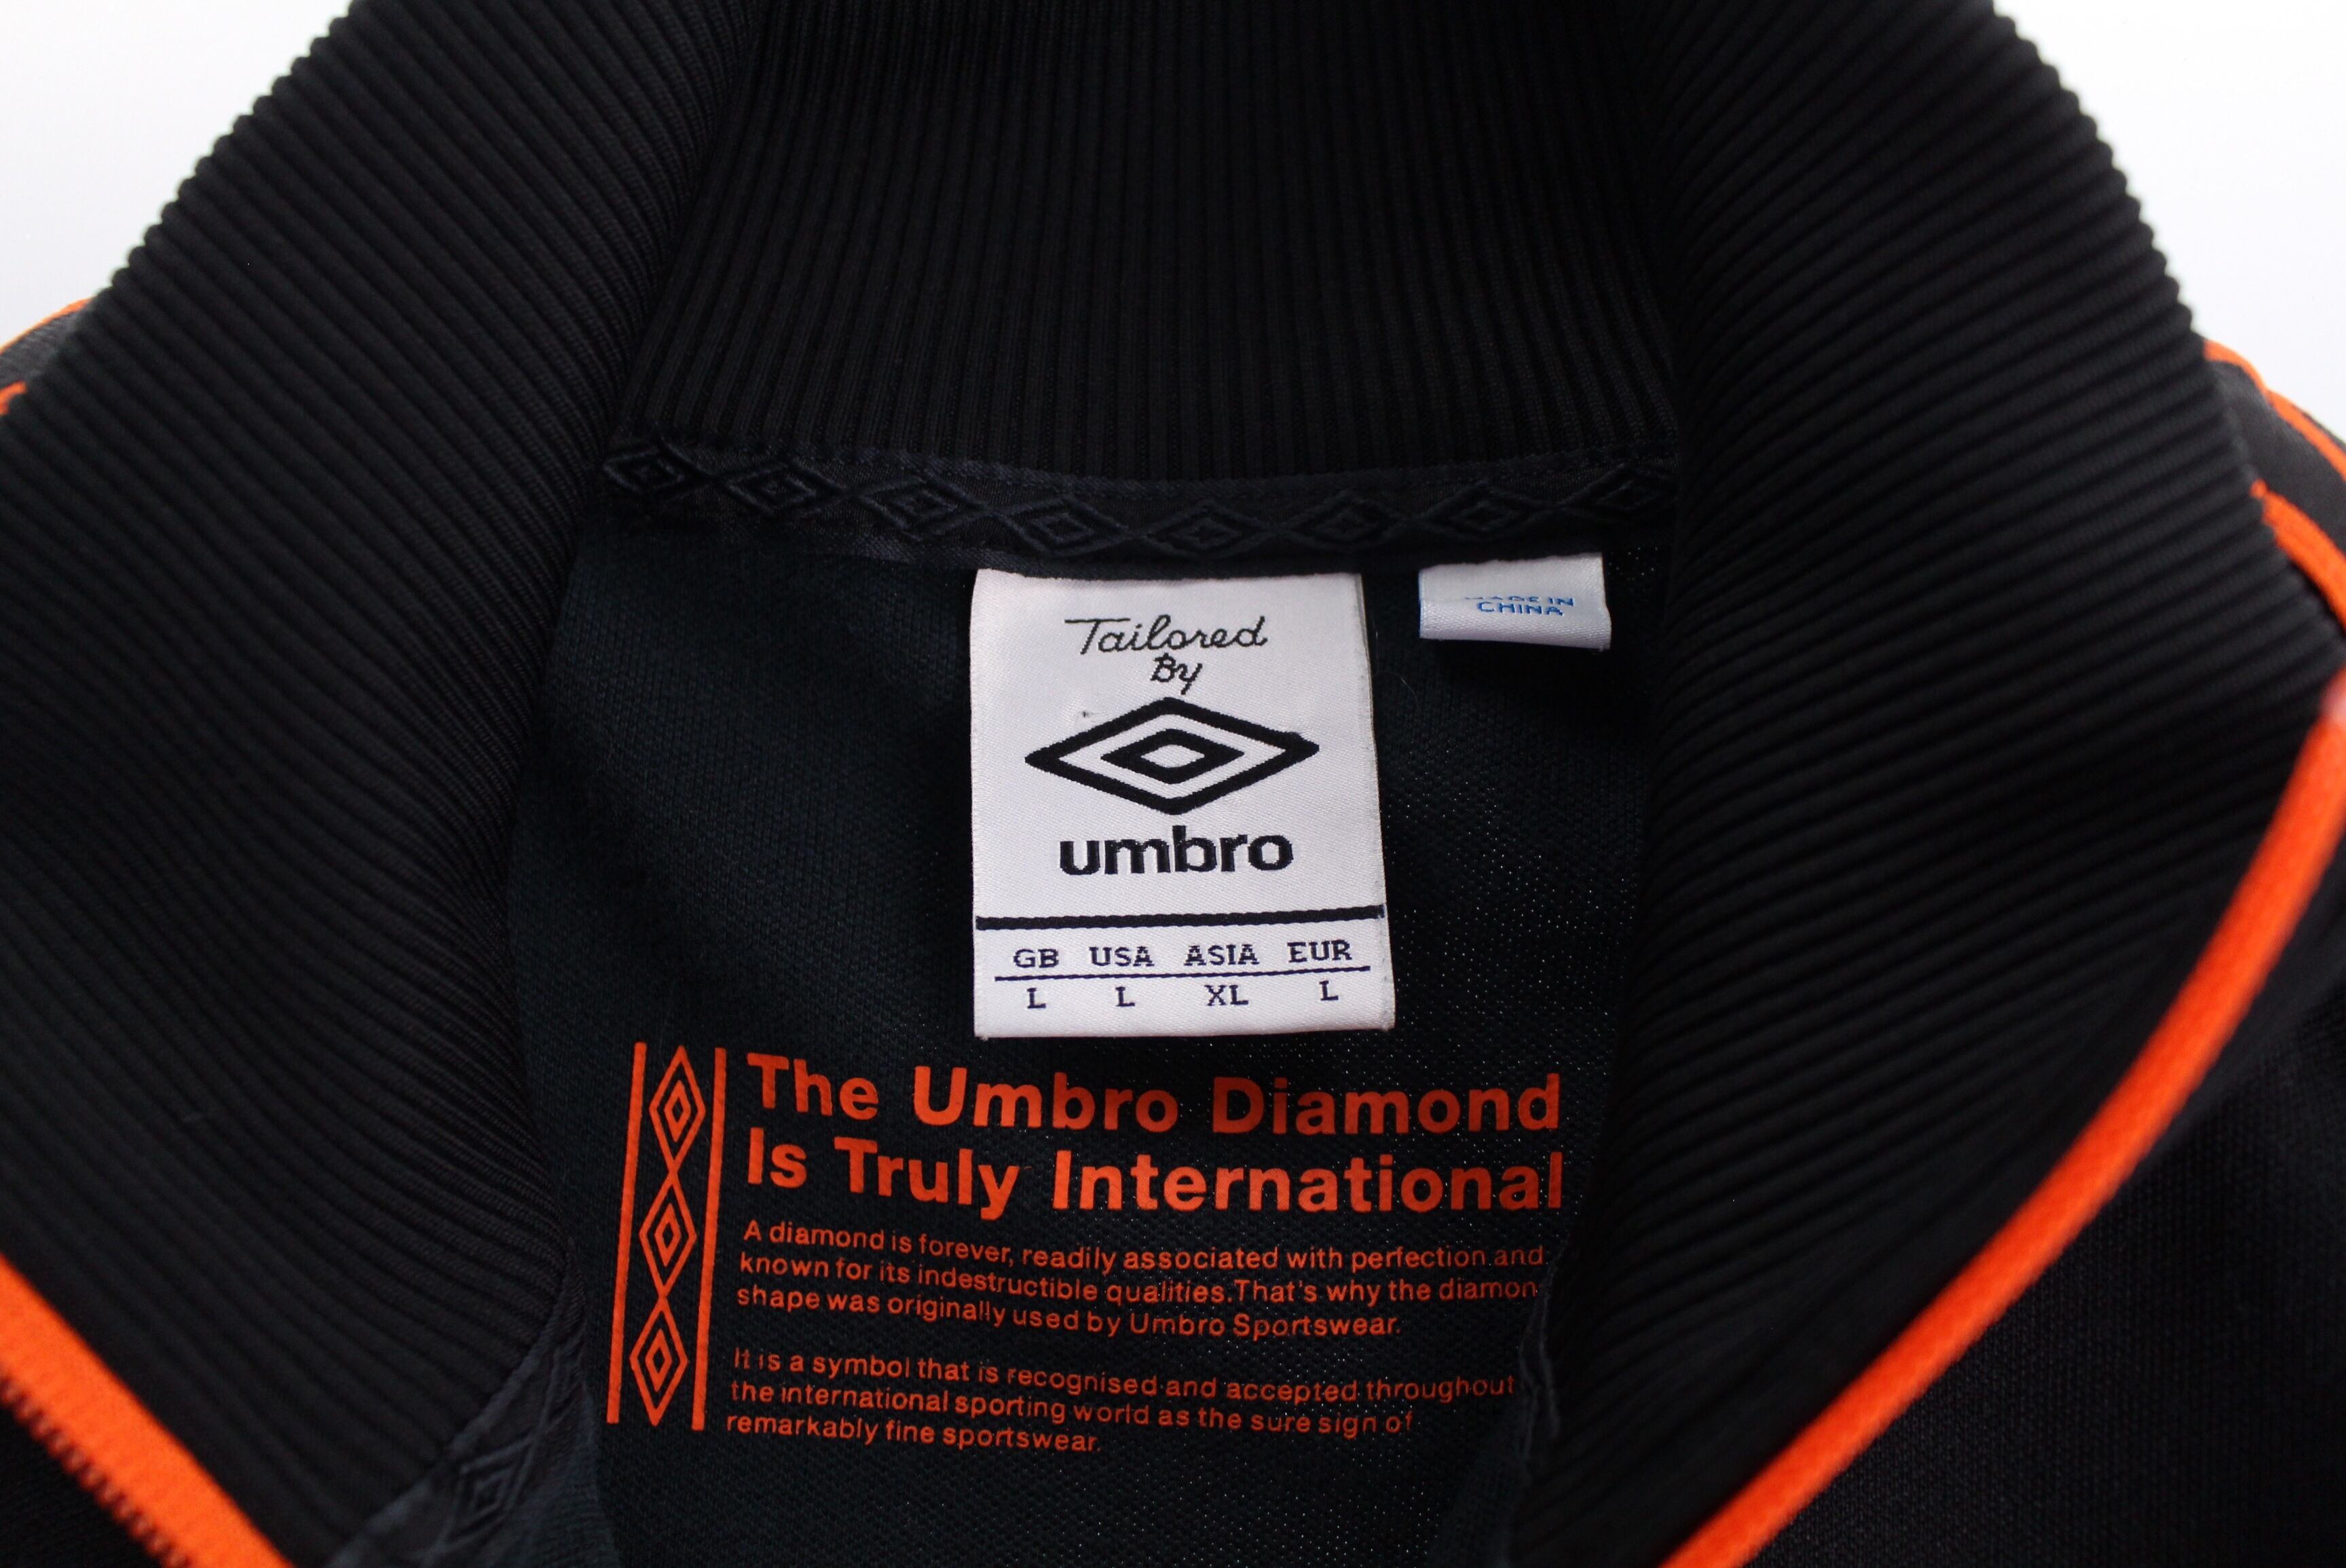 Tailored
By
umbro
GB USA ASIA EUR
L L XL L
IN
CHINA
The Umbro Diamond
Is Truly International
A diamond is forever, readily associated with perfection and
known for its indestructible qualities. That's why the diamon
shape was originally used by Umbro Sportswear.
It is a symbol that is recognised and accepted throughout
the international sporting world as the sure sign of
remarkably fine sportswear.